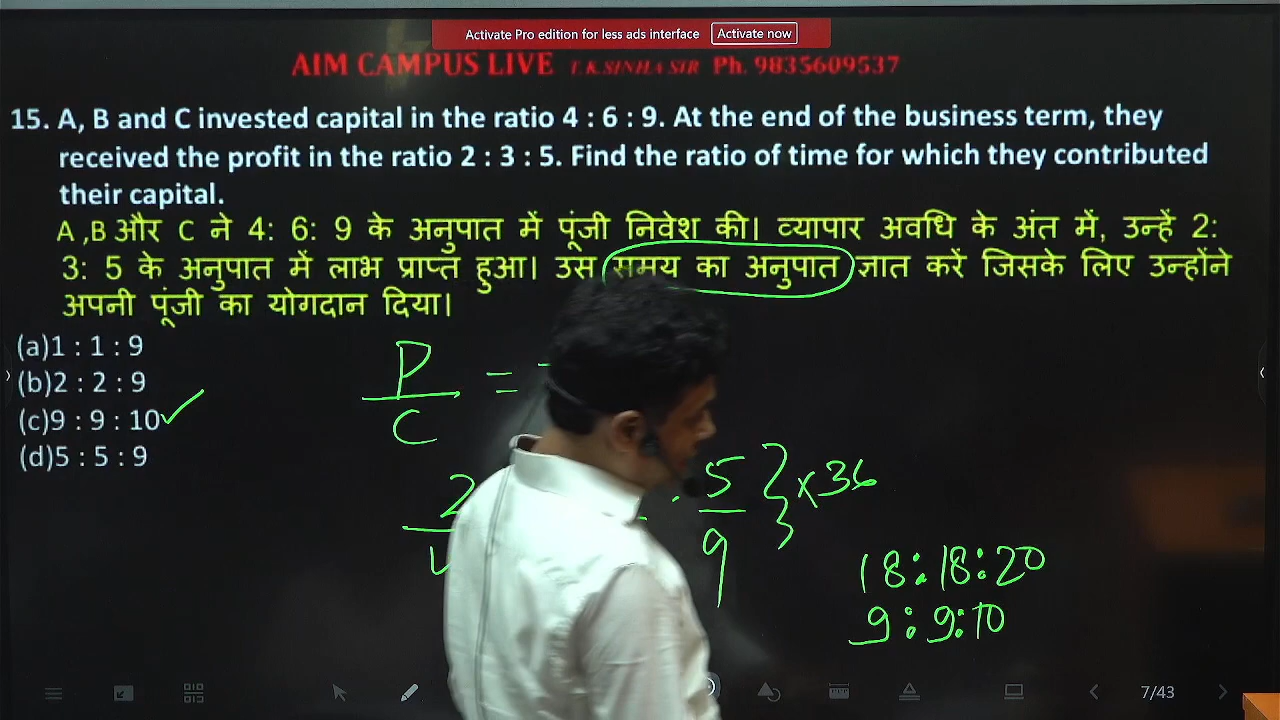 Activate Pro edition for less ads interface Activate now
AIM CAMPUS LIVE T.K.SINHA SIR Ph. 9835609537
15. A, B and C invested capital in the ratio 4 : 6 : 9. At the end of the business term, they
received the profit in the ratio 2 : 3 : 5. Find the ratio of time for which they contributed
their capital.
A ,B और C ने 4: 6: 9 के अनुपात में पूंजी निवेश की। व्यापार अवधि के अंत में, उन्हें 2:
3: 5 के अनुपात में लाभ प्राप्त हुआ। उस समय का अनुपात ज्ञात करें जिसके लिए उन्होंने
अपनी पूंजी का योगदान दिया।
(a)1 : 1 : 9
(b)2 : 2 : 9
(c)9 : 9 : 10
(d)5 : 5 : 9
P
C
=
2
5
9
×36
18:18:20
9:9:10
7/43